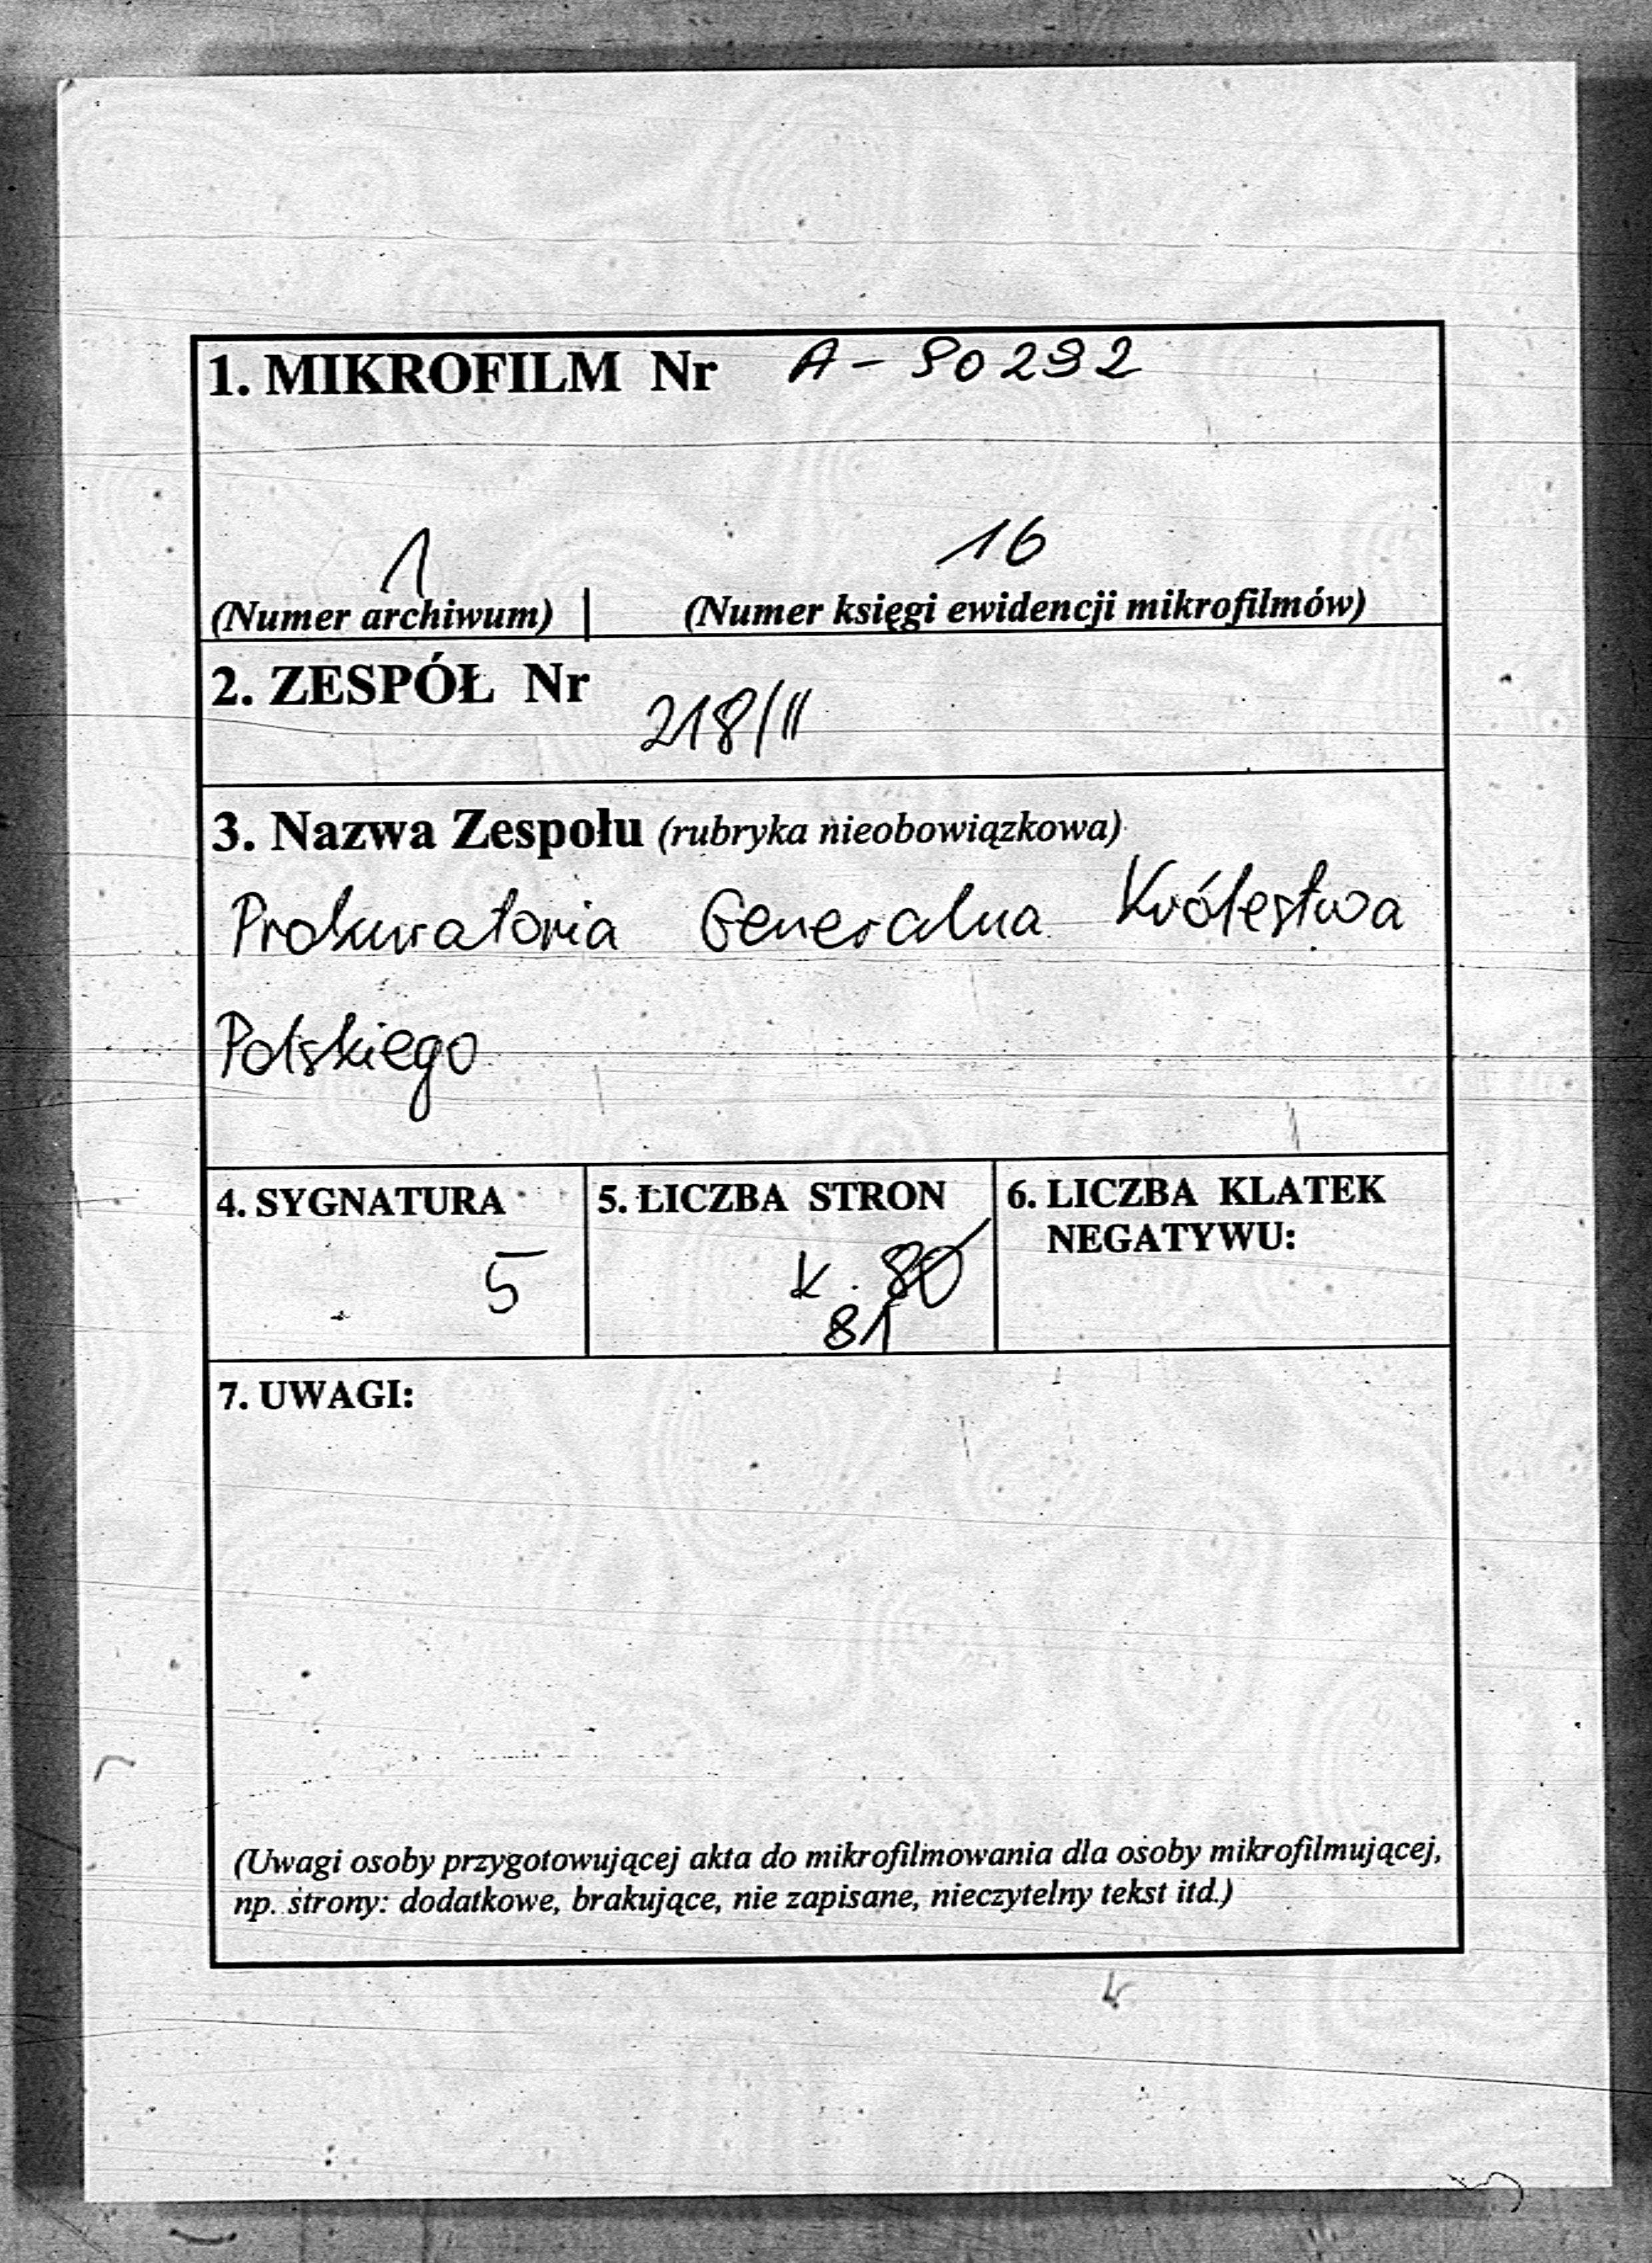 1. MIKROFILM Nr A - 90292
1 16
(Numer archiwum) | (Numer księgi ewidencji mikrofilmów)
2. ZESPÓŁ Nr
218/II
3. Nazwa Zespołu (rubryka nieobowiązkowa)
Prokuratoria Generalna Królestwa
Polskiego
4. SYGNATURA 5. LICZBA STRON 6. LICZBA KLATEK
NEGATYWU:
5 k. 80
81
7. UWAGI:
(Uwagi osoby przygotowującej akta do mikrofilmowania dla osoby mikrofilmującej,
np. strony: dodatkowe, brakujące, nie zapisane, nieczytelny tekst itd.)